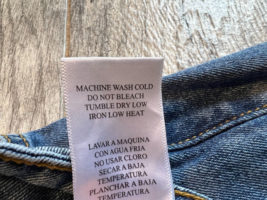 MACHINE WASH COLD
DO NOT BLEACH
TUMBLE DRY LOW
IRON LOW HEAT
LAVAR A MAQUINA
CON AGUA FRIA
NO USAR CLORO
SECAR A BAJA
TEMPERATURA
PLANCHAR A BAJA
TEMPERATURA